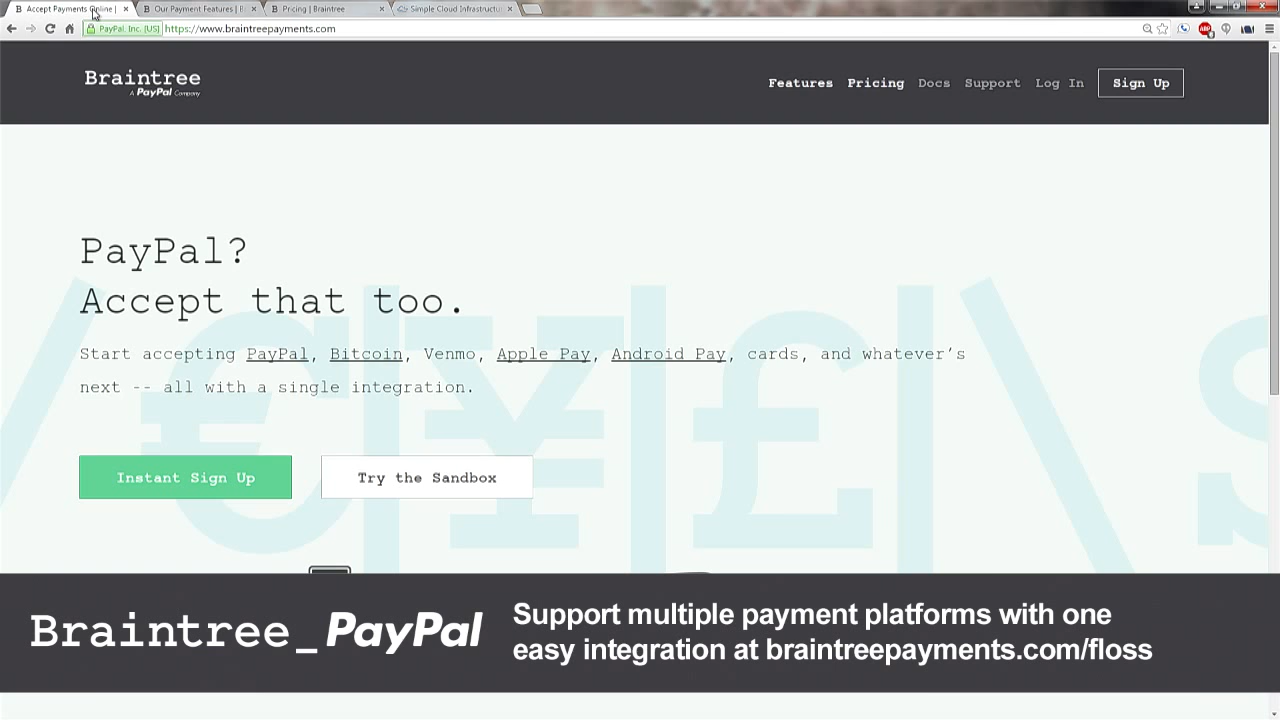 Accept Payments Online |
Our Payment Features | B
Pricing | Braintree
Simple Cloud Infrastructu
PayPal, Inc. [US]
https://www.braintreepayments.com
Braintree
A PayPal Company
Features
Pricing
Docs
Support
Log In
Sign Up
PayPal?
Accept that too.
Start accepting PayPal, Bitcoin, Venmo, Apple Pay, Android Pay, cards, and whatever's
next -- all with a single integration.
Instant Sign Up
Try the Sandbox
Braintree_PayPal
Support multiple payment platforms with one
easy integration at braintreepayments.com/floss